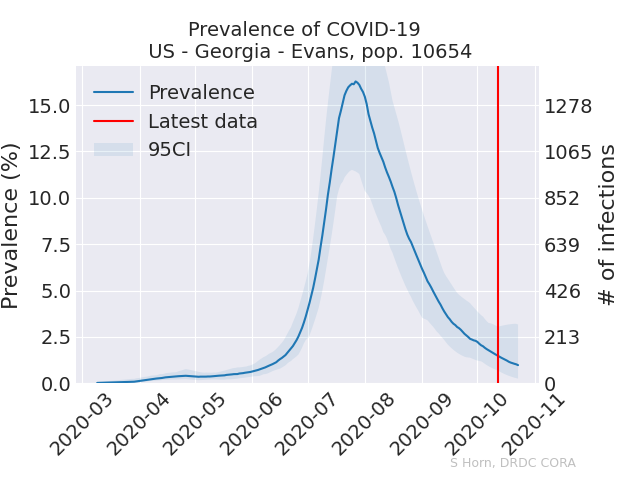 Prevalence of COVID-19
US - Georgia - Evans, pop. 10654
Prevalence
Latest data
95CI
Prevalence (%)
15.0
12.5
10.0
7.5
5.0
2.5
0.0
# of infections
1278
1065
852
639
426
213
0
2020-03
2020-04
2020-05
2020-06
2020-07
2020-08
2020-09
2020-10
2020-11
S Horn, DRDC CORA